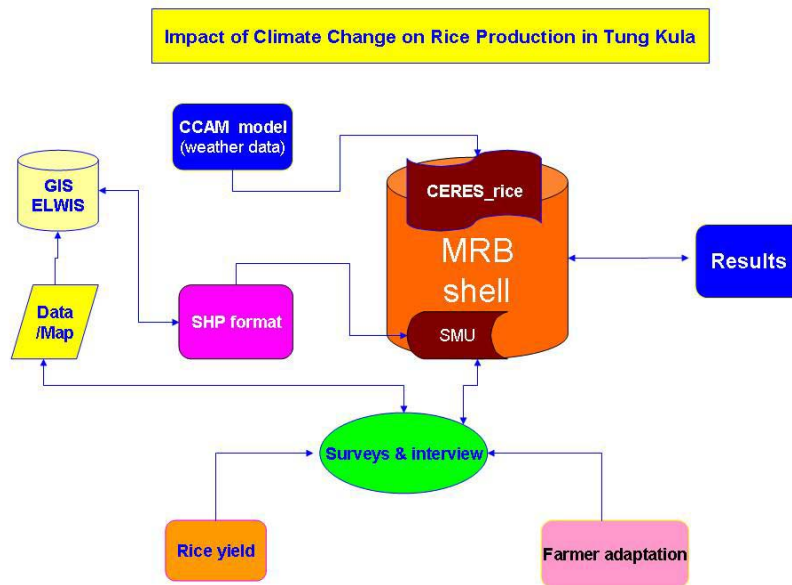 Impact of Climate Change on Rice Production in Tung Kula
CCAM model
(weather data)
GIS
ELWIS
CERES_rice
MRB
shell
Results
Data
/Map
SHP format
SMU
Surveys & interview
Rice yield
Farmer adaptation